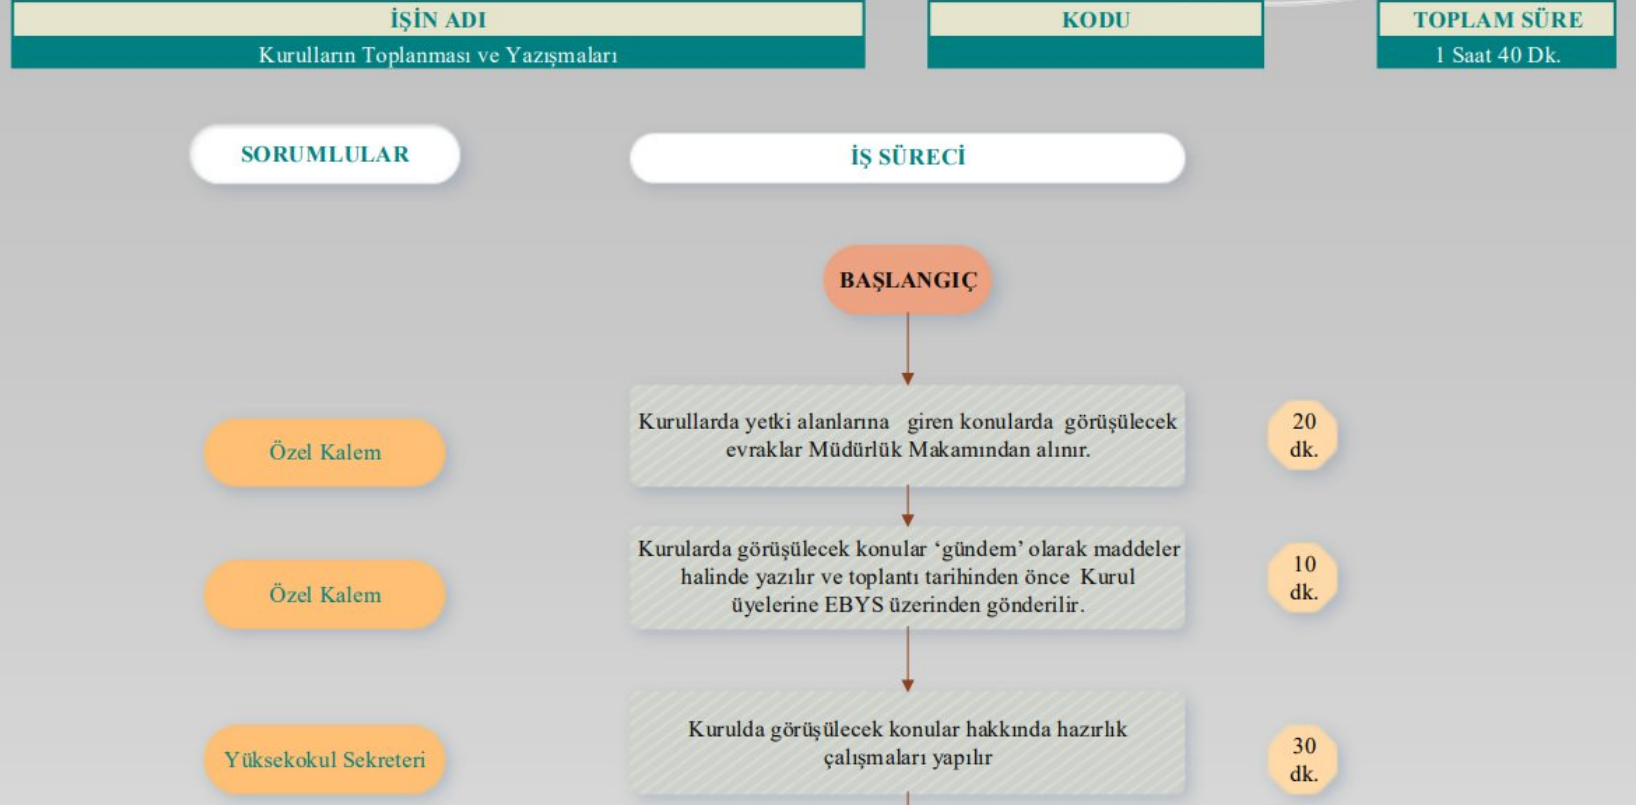 İŞİN ADI
KODU
TOPLAM SÜRE
Kurulların Toplanması ve Yazışmaları
1 Saat 40 Dk.
SORUMLULAR
İŞ SÜRECİ
BAŞLANGIÇ
Özel Kalem
Kurullarda yetki alanlarına giren konularda görüşülecek
evraklar Müdürlük Makamından alınır.
20
dk.
Özel Kalem
Kurularda görüşülecek konular ‘gündem’ olarak maddeler
halinde yazılır ve toplantı tarihinden önce Kurul
üyelerine EBYS üzerinden gönderilir.
10
dk.
Yüksekokul Sekreteri
Kurulda görüşülecek konular hakkında hazırlık
çalışmaları yapılır
30
dk.